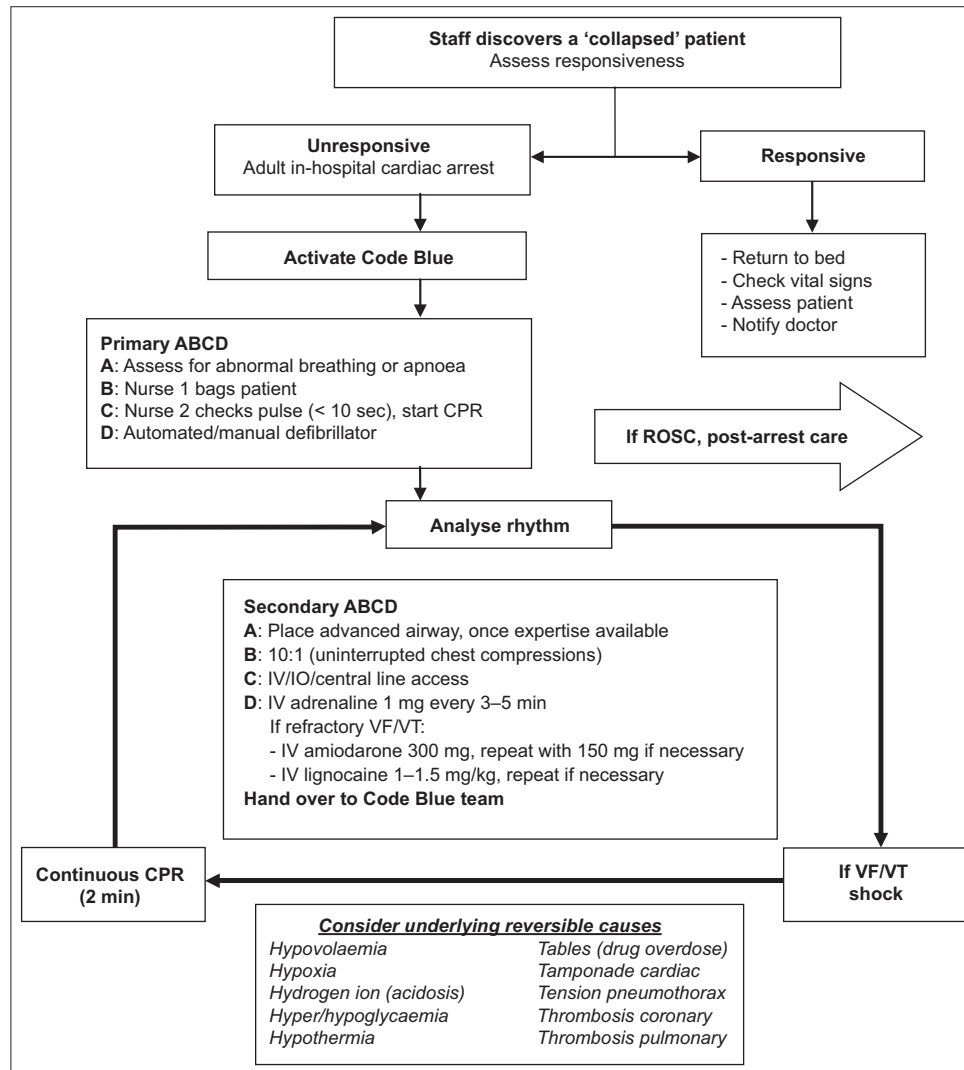 Staff discovers a ‘collapsed’ patient
Assess responsiveness
Unresponsive
Adult in-hospital cardiac arrest
Responsive
Activate Code Blue
- Return to bed
- Check vital signs
- Assess patient
- Notify doctor
Primary ABCD
A: Assess for abnormal breathing or apnoea
B: Nurse 1 bags patient
C: Nurse 2 checks pulse (< 10 sec), start CPR
D: Automated/manual defibrillator
If ROSC, post-arrest care
Analyse rhythm
Secondary ABCD
A: Place advanced airway, once expertise available
B: 10:1 (uninterrupted chest compressions)
C: IV/IO/central line access
D: IV adrenaline 1 mg every 3–5 min
If refractory VF/VT:
- IV amiodarone 300 mg, repeat with 150 mg if necessary
- IV lignocaine 1–1.5 mg/kg, repeat if necessary
Hand over to Code Blue team
Continuous CPR
(2 min)
If VF/VT
shock
Consider underlying reversible causes
Hypovolaemia
Hypoxia
Hydrogen ion (acidosis)
Hyper/hypoglycaemia
Hypothermia
Tables (drug overdose)
Tamponade cardiac
Tension pneumothorax
Thrombosis coronary
Thrombosis pulmonary